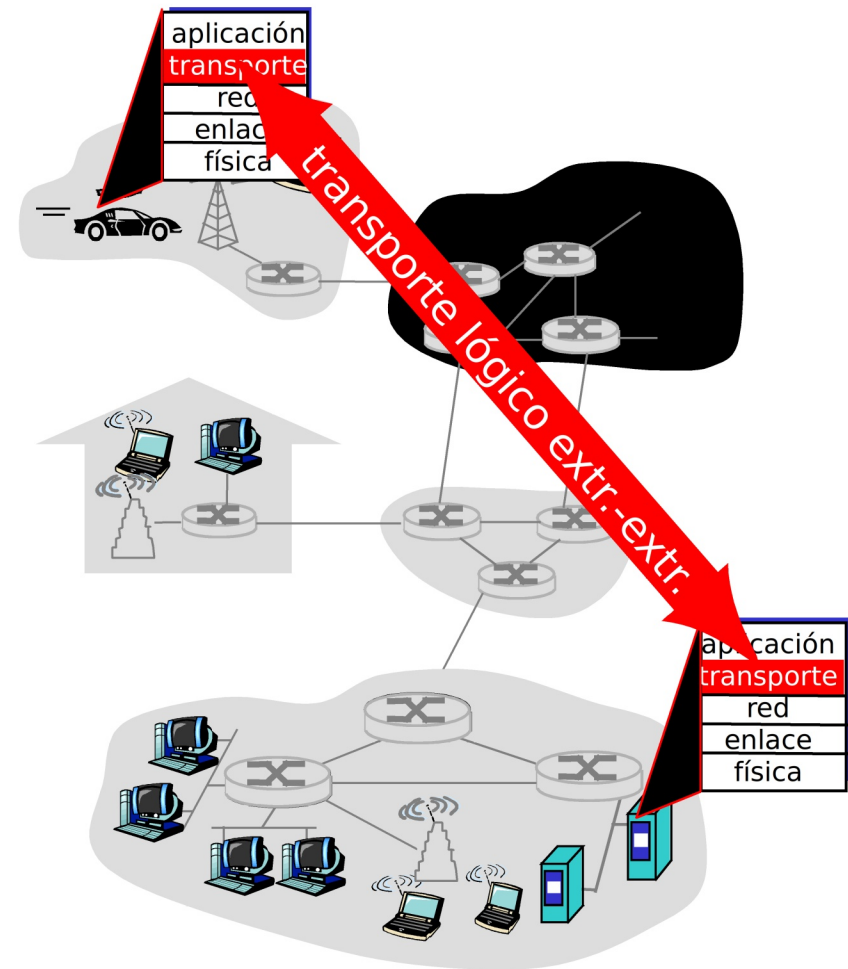 aplicación
transporte
red
enlace
física
transporte lógico extr.-extr.
aplicación
transporte
red
enlace
física